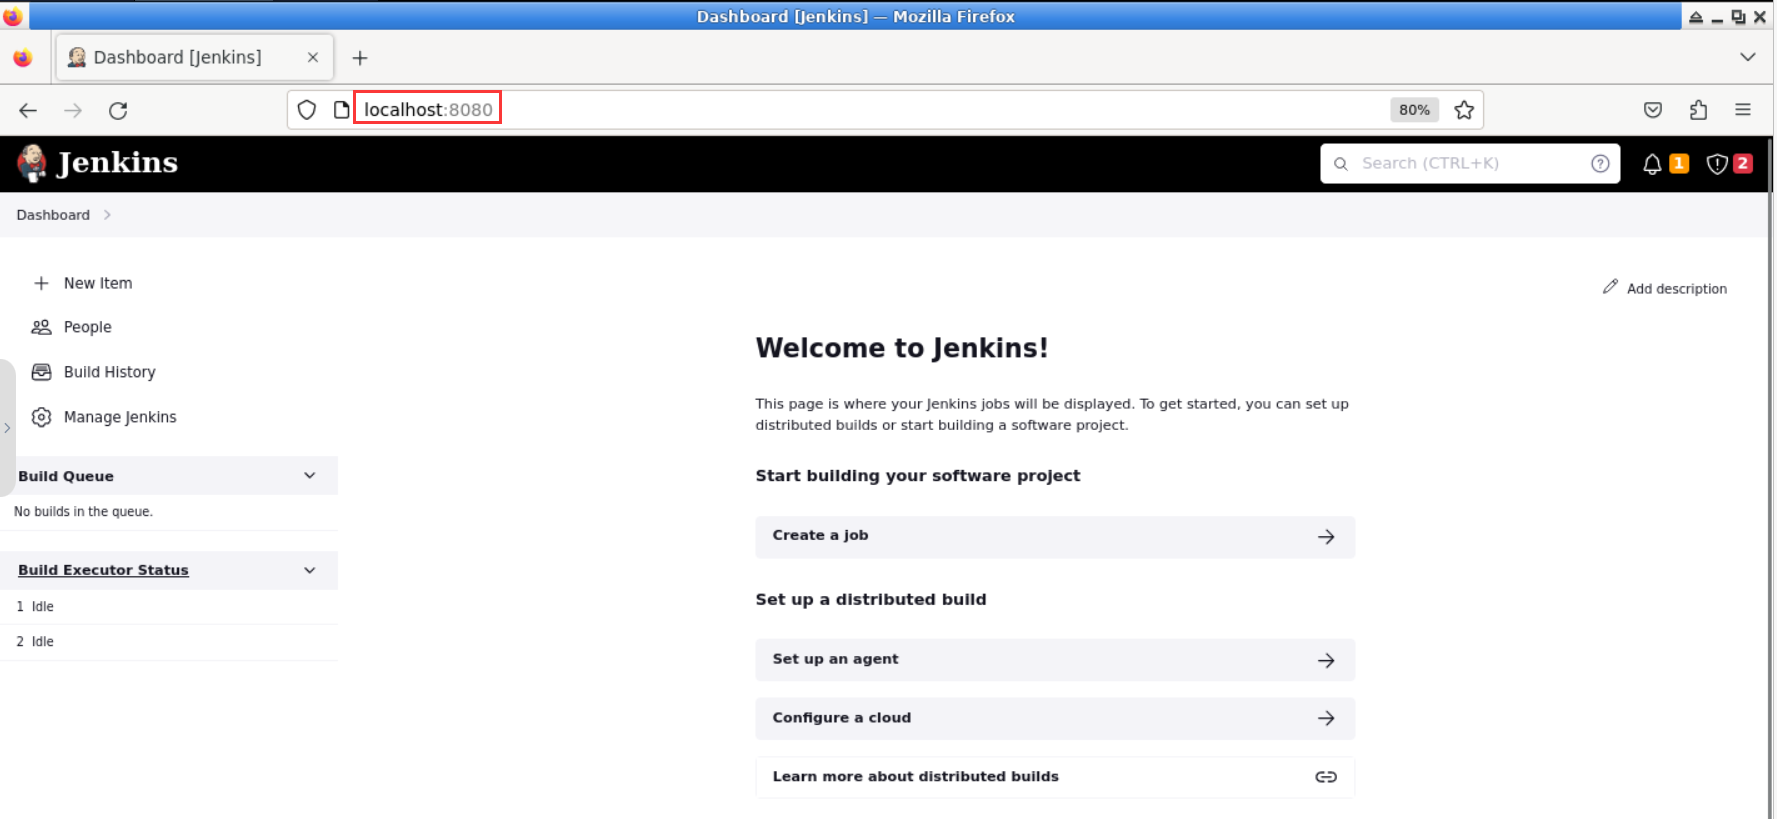 Dashboard [Jenkins] — Mozilla Firefox
Dashboard [Jenkins]
localhost:8080
80%
Jenkins
Search (CTRL+K)
1
2
Dashboard
New Item
Add description
People
Build History
Manage Jenkins
Build Queue
No builds in the queue.
Build Executor Status
1 Idle
2 Idle
Welcome to Jenkins!
This page is where your Jenkins jobs will be displayed. To get started, you can set up
distributed builds or start building a software project.
Start building your software project
Create a job
Set up a distributed build
Set up an agent
Configure a cloud
Learn more about distributed builds